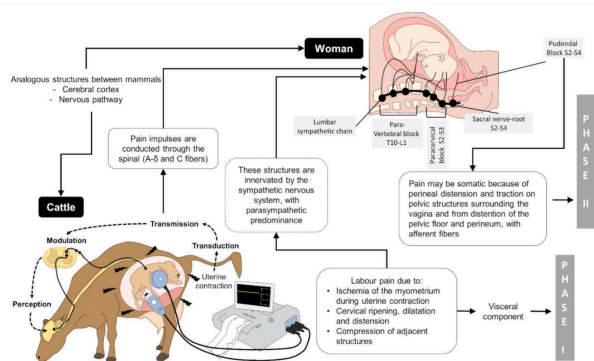 Woman
Pudendal
Block S2-S4
Analogous structures between mammals
- Cerebral cortex
- Nervous pathway
Lumbar
sympathetic chain
Para-
Vertebral block
T10-L1
Paracervical
block S2-S3
Sacral nerve-root
S2-S4
Pain impulses are
conducted through the
spinal (A-δ and C fibers)
These structures are
innervated by the
sympathetic nervous
system, with
parasympathetic
predominance
Pain may be somatic because of
perineal distension and traction on
pelvic structures surrounding the
vagina and from distention of the
pelvic floor and perineum, with
afferent fibers
PHASE II
Cattle
Transmission
Modulation
Transduction
Uterine
contraction
Perception
Labour pain due to:
• Ischemia of the myometrium
during uterine contraction
• Cervical ripening, dilatation
and distension
• Compression of adjacent
structures
Visceral
component
PHASE I